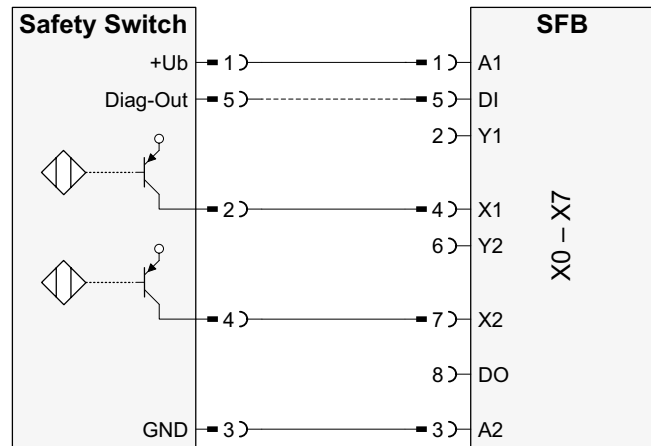 Safety Switch SFB
+Ub 1 1 A1
Diag-Out 5 5 DI
2 Y1
2 4 X1
6 Y2
4 7 X2
8 DO
GND 3 3 A2
X0 – X7